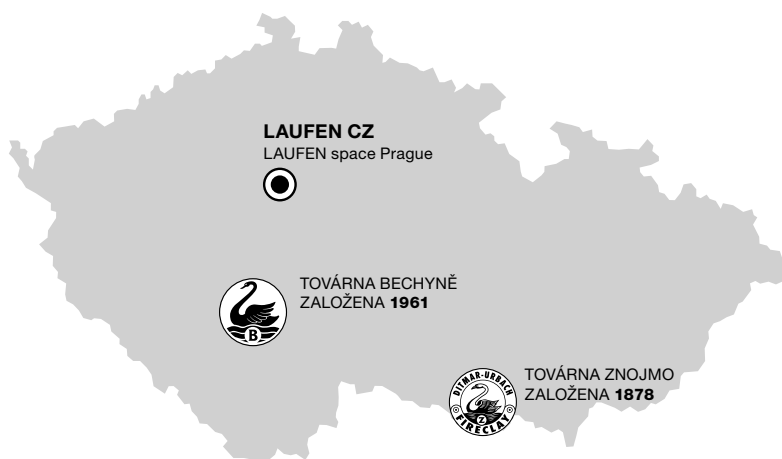 LAUFEN CZ
LAUFEN space Prague
TOVÁRNA BECHYNĚ
ZALOŽENA 1961
B
TOVÁRNA ZNOJMO
ZALOŽENA 1878
DITMAR-URBACH
Z
FIRECLAY